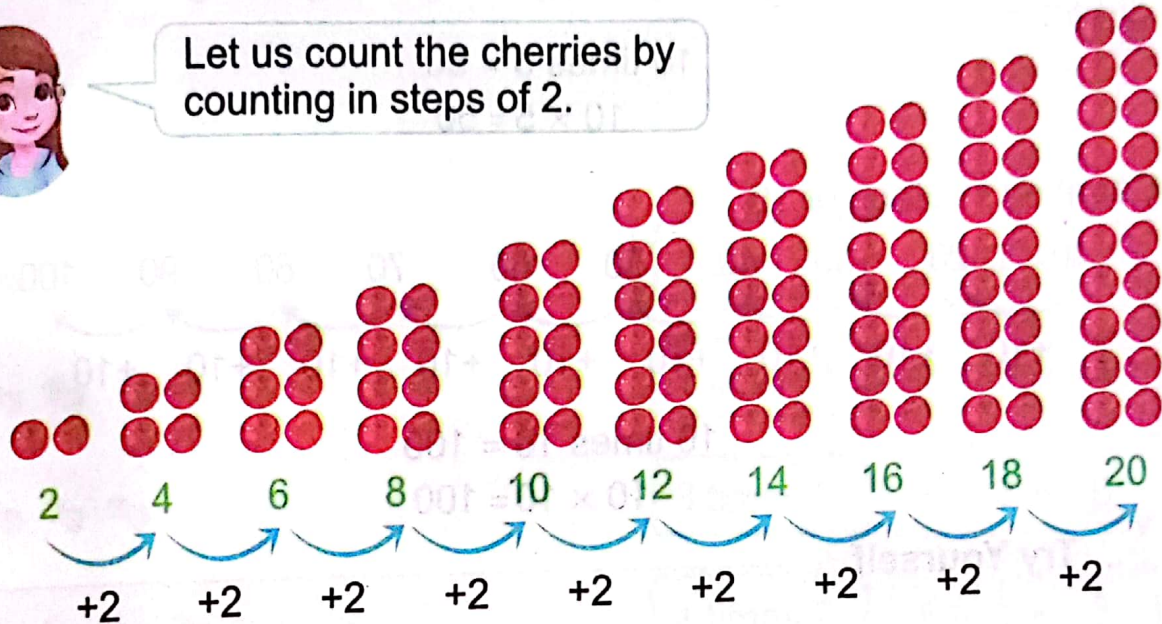 Let us count the cherries by
counting in steps of 2.
2 4 6 8 10 12 14 16 18 20
+2 +2 +2 +2 +2 +2 +2 +2 +2